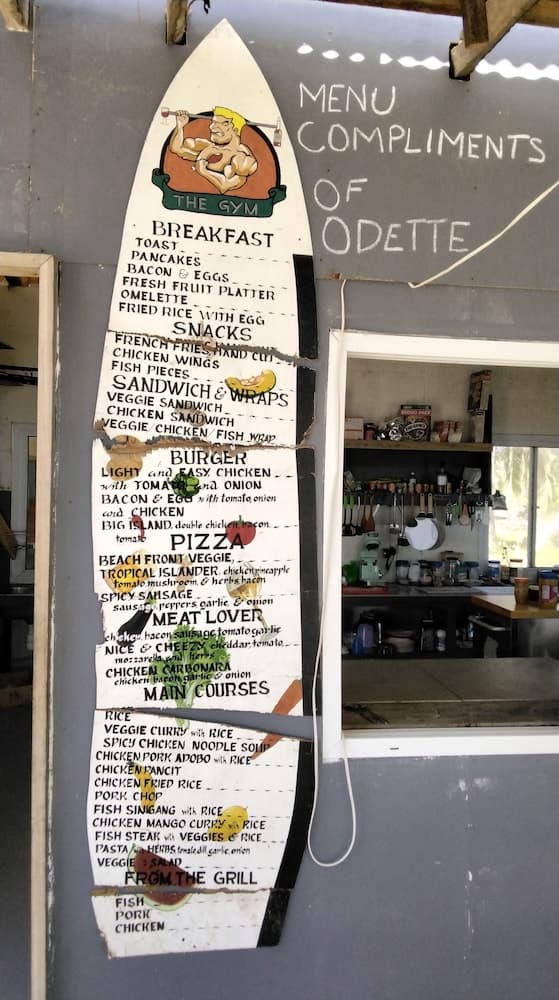 MENU
COMPLIMENTS
OF
ODETTE
THE GYM
BREAKFAST
TOAST
PANCAKES
BACON & EGGS
FRESH FRUIT PLATTER
OMELETTE
FRIED RICE WITH EGG
SNACKS
FRENCH FRIES HAND CUT
CHICKEN WINGS
FISH PIECES
SANDWICH & WRAPS
VEGGIE SANDWICH
CHICKEN SANDWICH
VEGGIE CHICKEN/FISH WRAP
BURGER
LIGHT and EASY CHICKEN
with TOMATO and ONION
BACON & EGG with tomato, onion
and CHICKEN
BIG ISLAND, double chicken, bacon,
tomato
PIZZA
BEACH FRONT VEGGIE,
TROPICAL ISLANDER, chicken, pineapple
tomato, mushroom, & herbs, bacon
SPICY SAUSAGE
sausage, peppers, garlic, & onion
MEAT LOVER
chicken, bacon, sausage, tomato, garlic
NICE & CHEEZY, cheddar, tomato
mozzarella, and herbs
CHICKEN CARBONARA
chicken, bacon, garlic & onion
MAIN COURSES
RICE
VEGGIE CURRY with RICE
SPICY CHICKEN NOODLE SOUP
CHICKEN/PORK ADOBO with RICE
CHICKEN PANCIT
CHICKEN FRIED RICE
PORK CHOP
FISH SINIGANG with RICE
CHICKEN MANGO CURRY with RICE
FISH STEAK with VEGGIES & RICE
PASTA HERBS, tomato, dill, garlic, onion
VEGGIE SALAD
FROM THE GRILL
FISH
PORK
CHICKEN